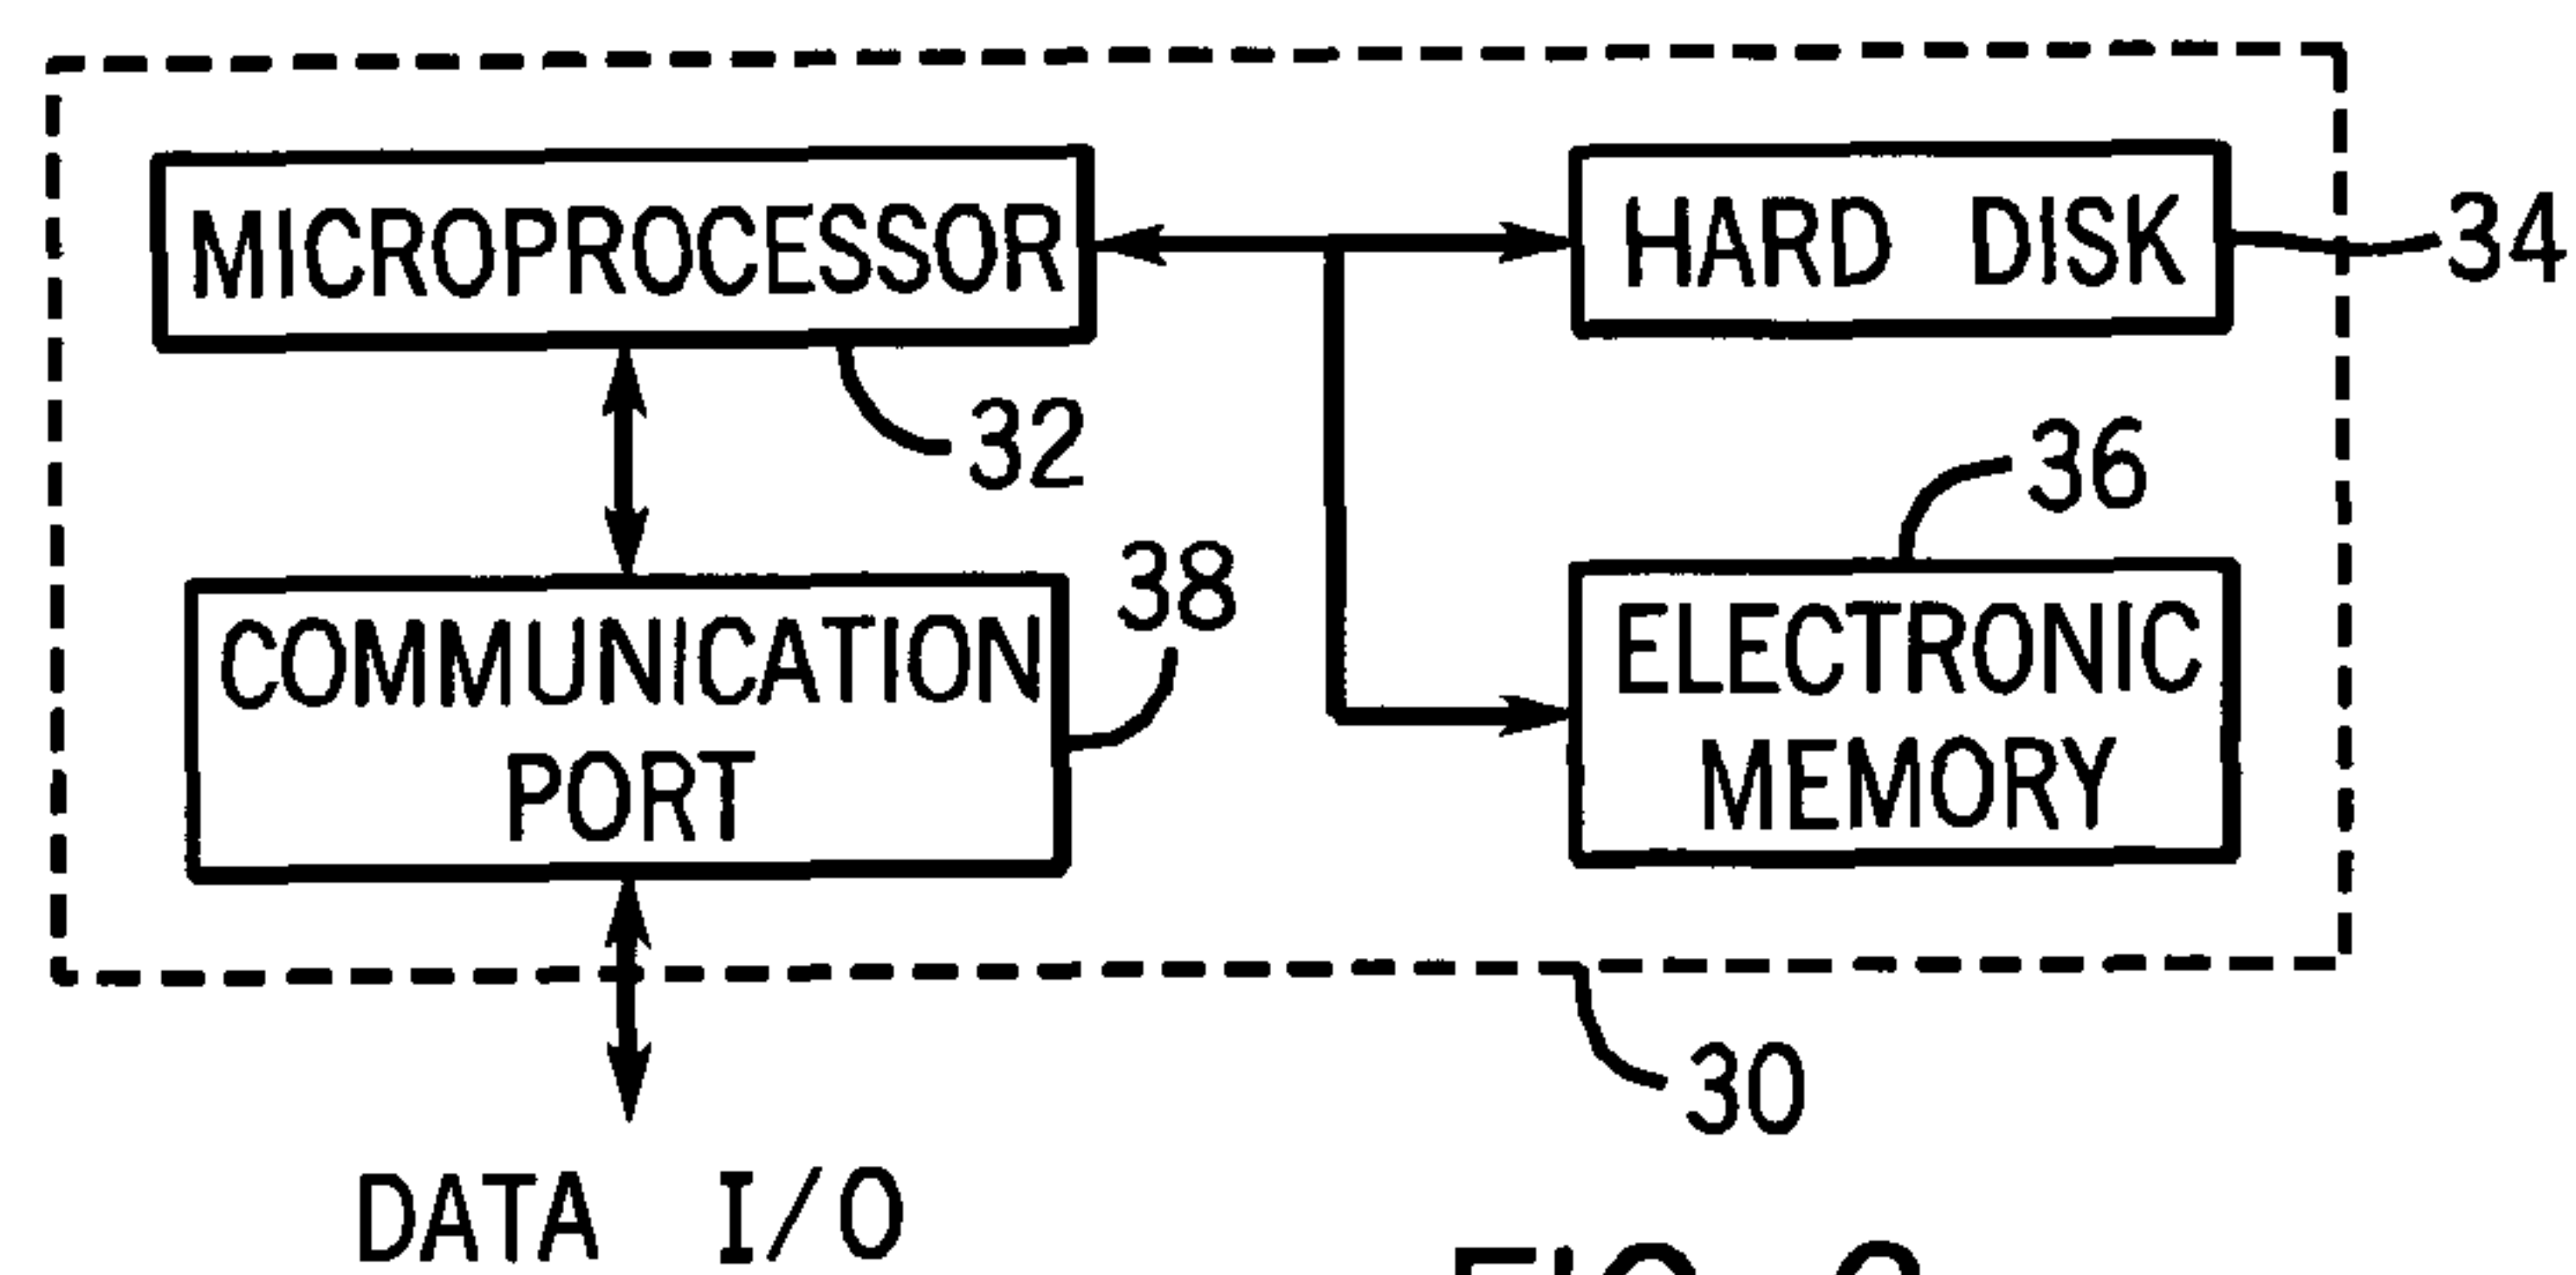 MICROPROCESSOR
HARD DISK
34
32
36
38
COMMUNICATION
PORT
ELECTRONIC
MEMORY
30
DATA I/O